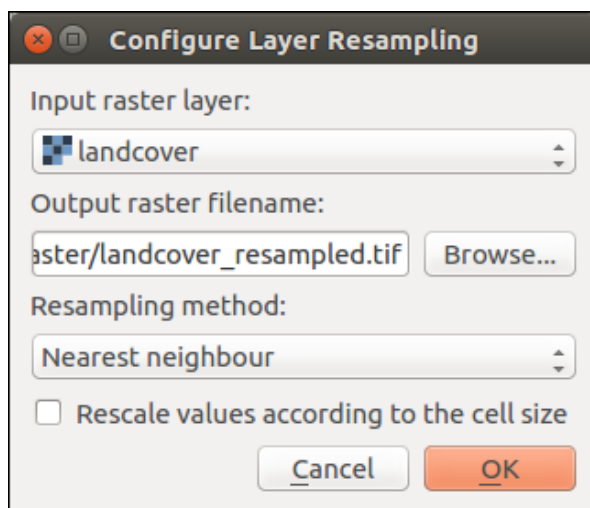 Configure Layer Resampling
Input raster layer:
landcover
Output raster filename:
aster/landcover_resampled.tif Browse...
Resampling method:
Nearest neighbour
Rescale values according to the cell size
Cancel OK